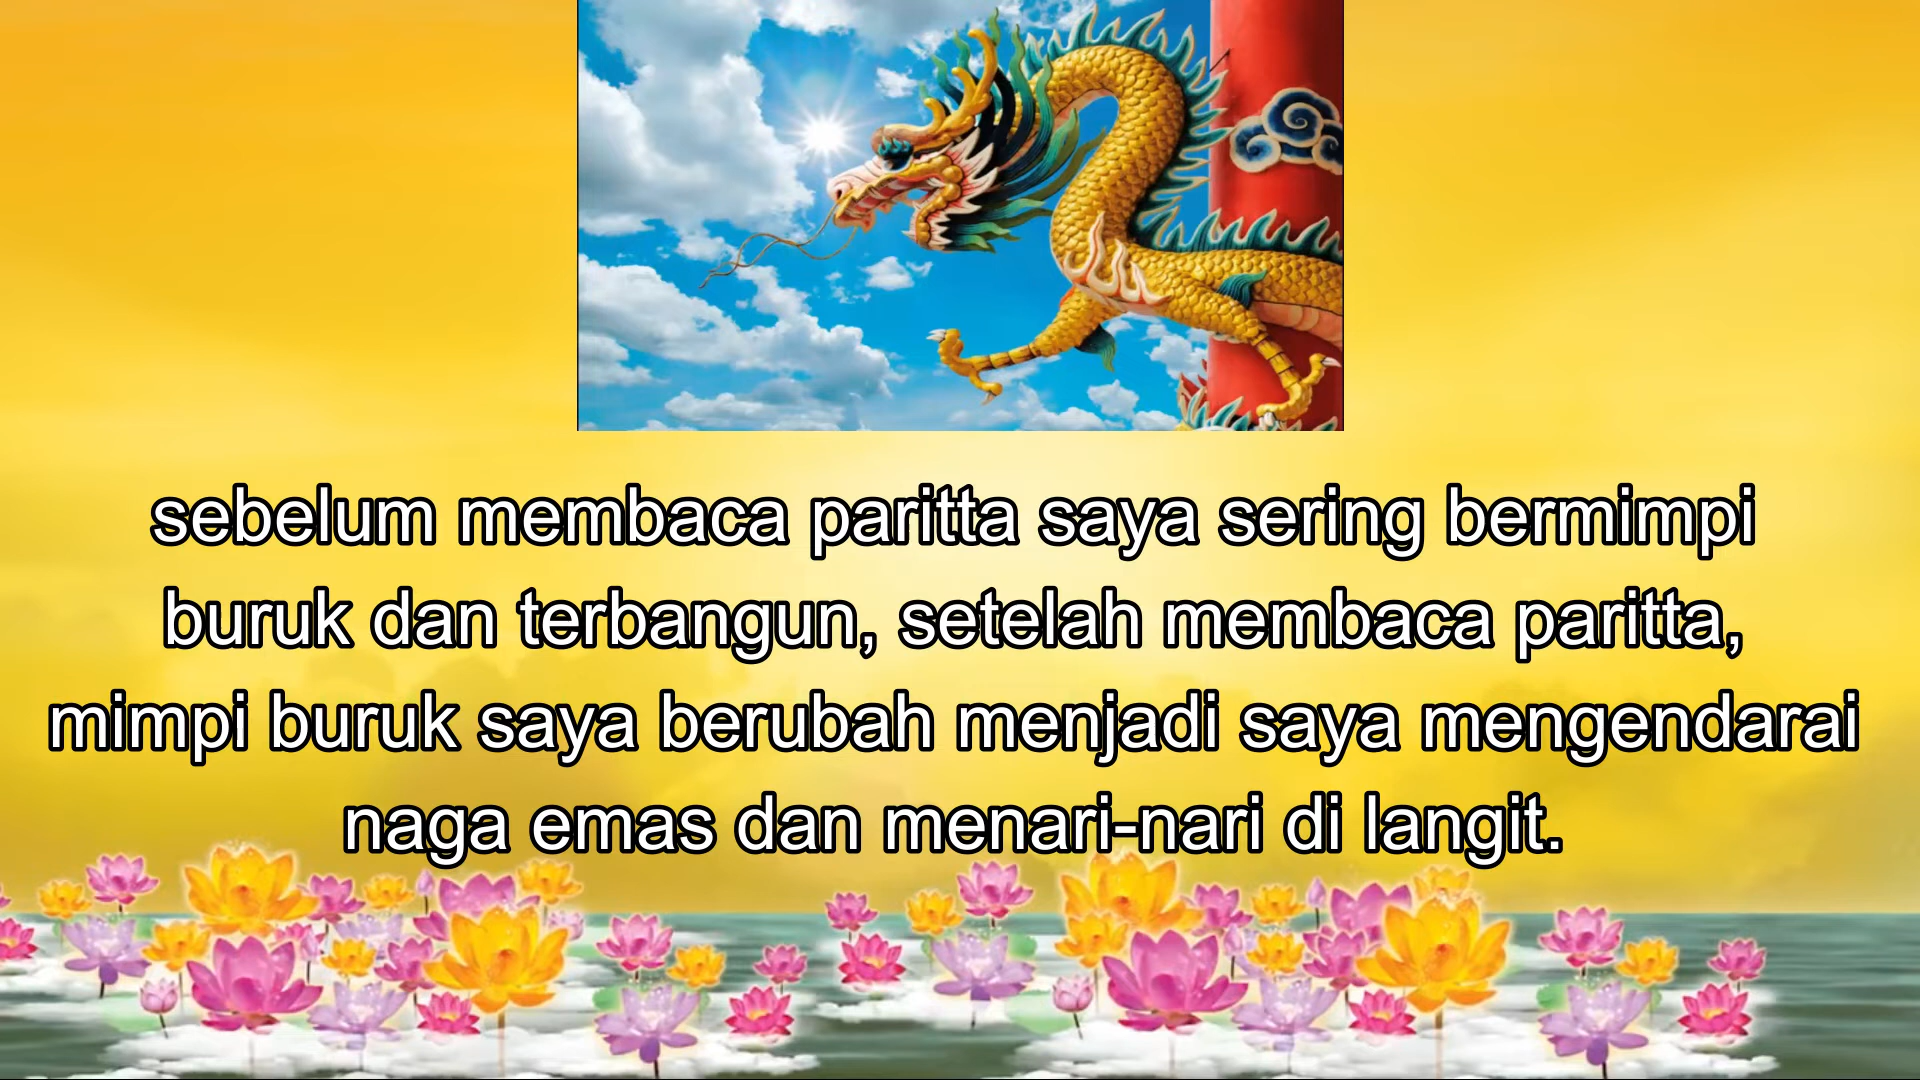 sebelum membaca paritta saya sering bermimpi
buruk dan terbangun, setelah membaca paritta,
mimpi buruk saya berubah menjadi saya mengendarai
naga emas dan menari-nari di langit.